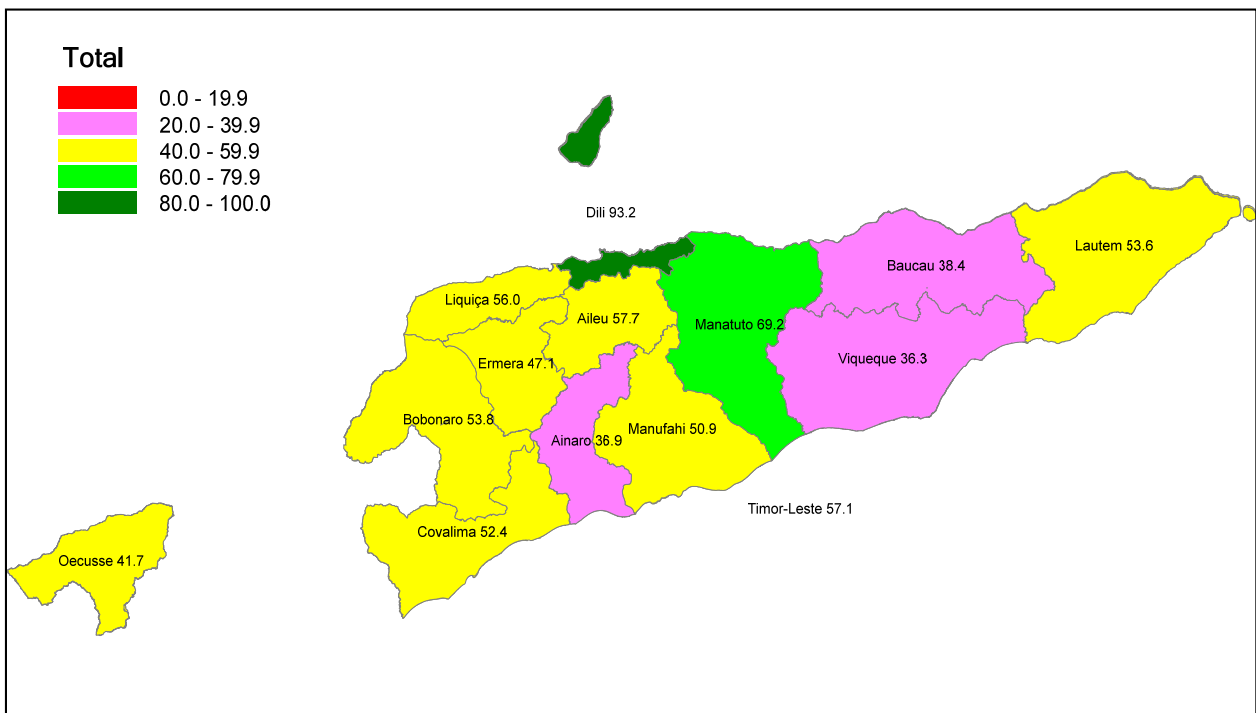 Total
0.0 - 19.9
20.0 - 39.9
40.0 - 59.9
60.0 - 79.9
80.0 - 100.0
Dili 93.2
Lautem 53.6
Baucau 38.4
Liquiça 56.0
Aileu 57.7
Manatuto 69.2
Viqueque 36.3
Ermera 47.1
Bobonaro 53.8
Ainaro 36.9
Manufahi 50.9
Timor-Leste 57.1
Covalima 52.4
Oecusse 41.7